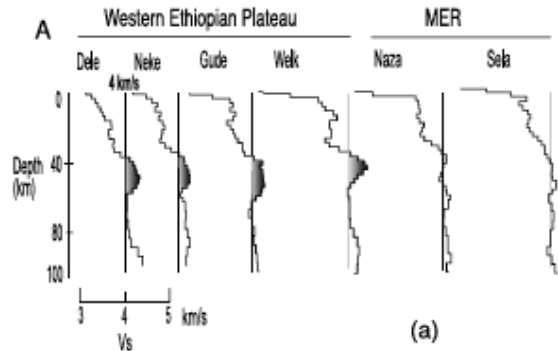 A
Western Ethiopian Plateau MER
Dele Neke Gude Welk Naza Sela
4 km/s
0
Depth 40
(km)
80
100
3 4 5 km/s
Vs
(a)